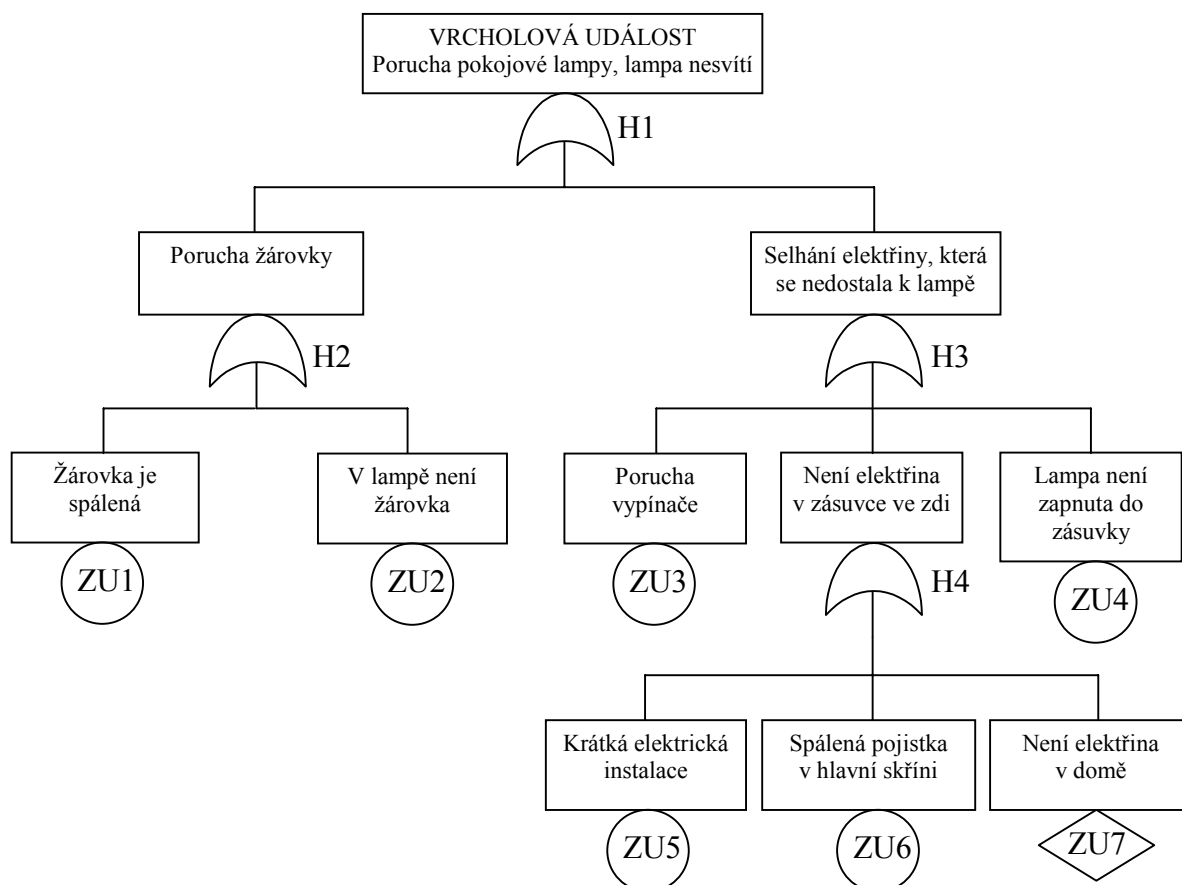 VRCHOLOVÁ UDÁLOST
Porucha pokojové lampy, lampa nesvítí
H1
Porucha žárovky
Selhání elektřiny, která
se nedostala k lampě
H2
H3
Žárovka je
spálená
V lampě není
žárovka
Porucha
vypínače
Není elektřina
v zásuvce ve zdi
Lampa není
zapnuta do
zásuvky
ZU1
ZU2
ZU3
H4
ZU4
Krátká elektrická
instalace
Spálená pojistka
v hlavní skříni
Není elektřina
v domě
ZU5
ZU6
ZU7